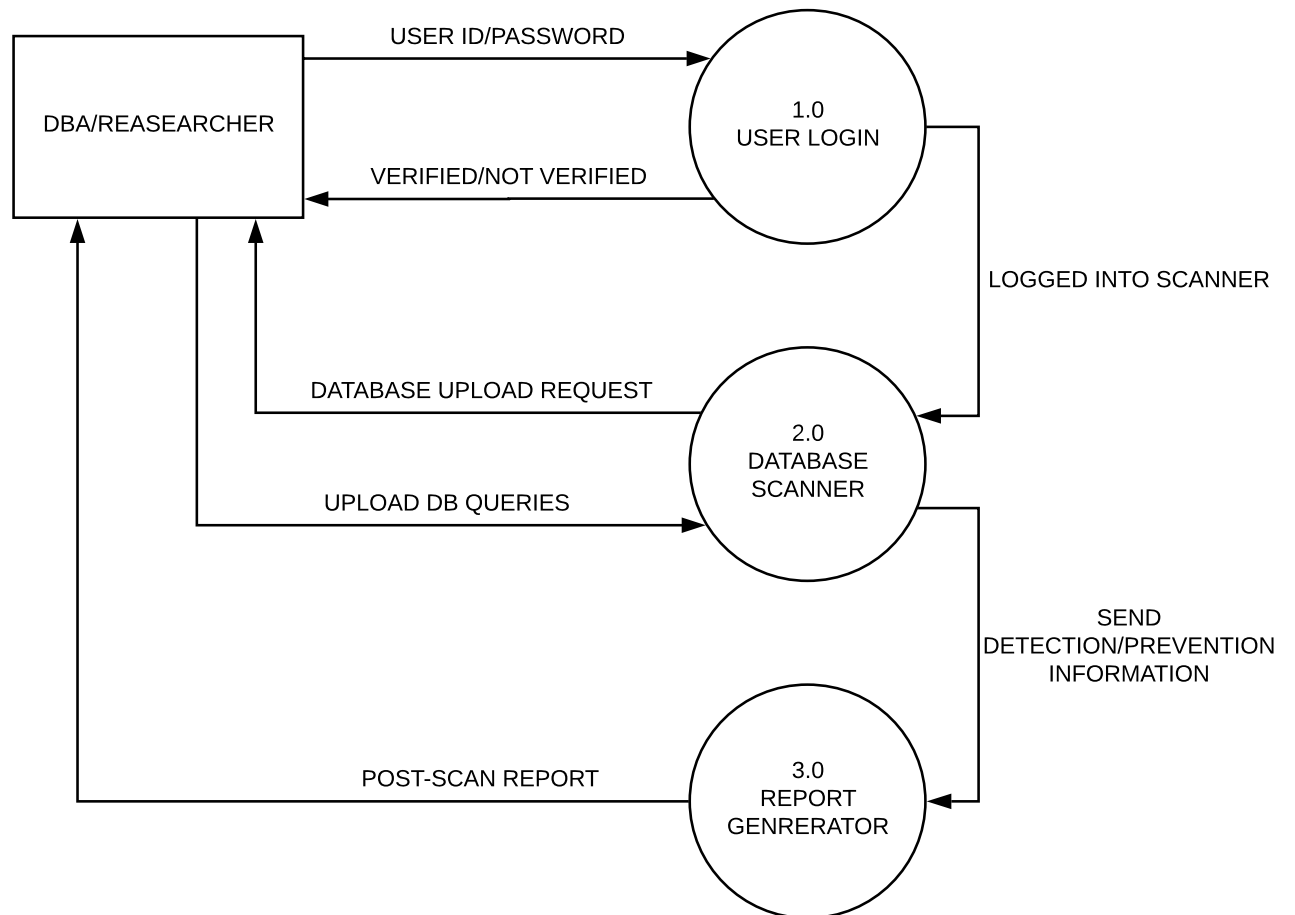 USER ID/PASSWORD
1.0
USER LOGIN
DBA/REASEARCHER
VERIFIED/NOT VERIFIED
LOGGED INTO SCANNER
DATABASE UPLOAD REQUEST
2.0
DATABASE
SCANNER
UPLOAD DB QUERIES
SEND
DETECTION/PREVENTION
INFORMATION
POST-SCAN REPORT
3.0
REPORT
GENRERATOR